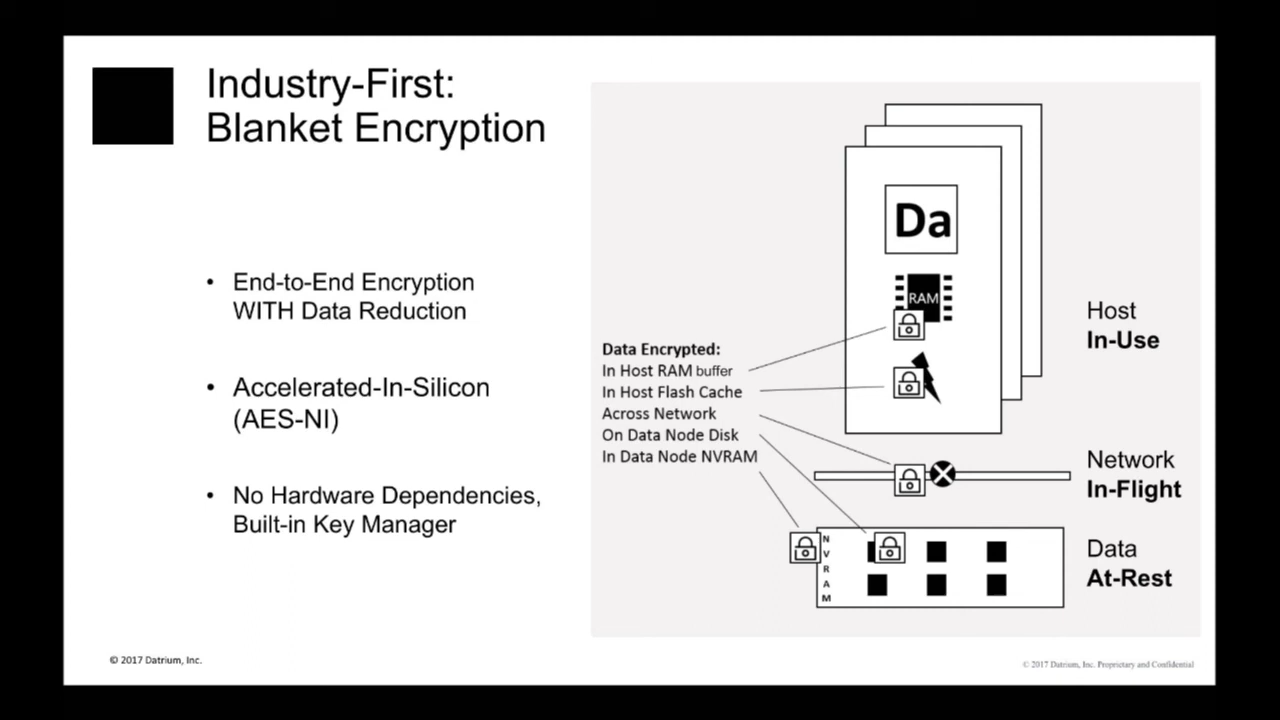 Industry-First:
Blanket Encryption
• End-to-End Encryption
WITH Data Reduction
• Accelerated-In-Silicon
(AES-NI)
• No Hardware Dependencies,
Built-in Key Manager
Data Encrypted:
In Host RAM buffer
In Host Flash Cache
Across Network
On Data Node Disk
In Data Node NVRAM
Da
RAM
N
V
R
A
M
Host
In-Use
Network
In-Flight
Data
At-Rest
© 2017 Datrium, Inc.
© 2017 Datrium, Inc. Proprietary and Confidential